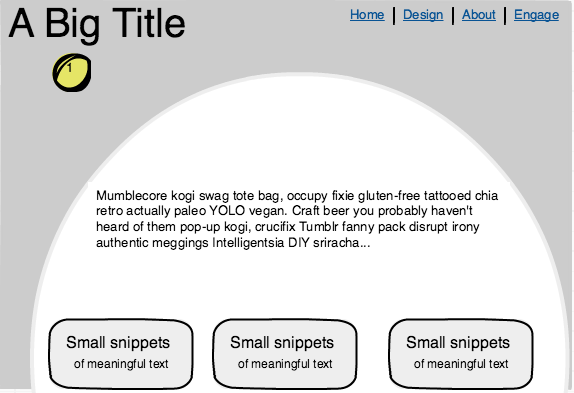 A Big Title
Home | Design | About | Engage
1
Mumblecore kogi swag tote bag, occupy fixie gluten-free tattooed chia
retro actually paleo YOLO vegan. Craft beer you probably haven't
heard of them pop-up kogi, crucifix Tumblr fanny pack disrupt irony
authentic meggings Intelligentsia DIY sriracha...
Small snippets
of meaningful text
Small snippets
of meaningful text
Small snippets
of meaningful text